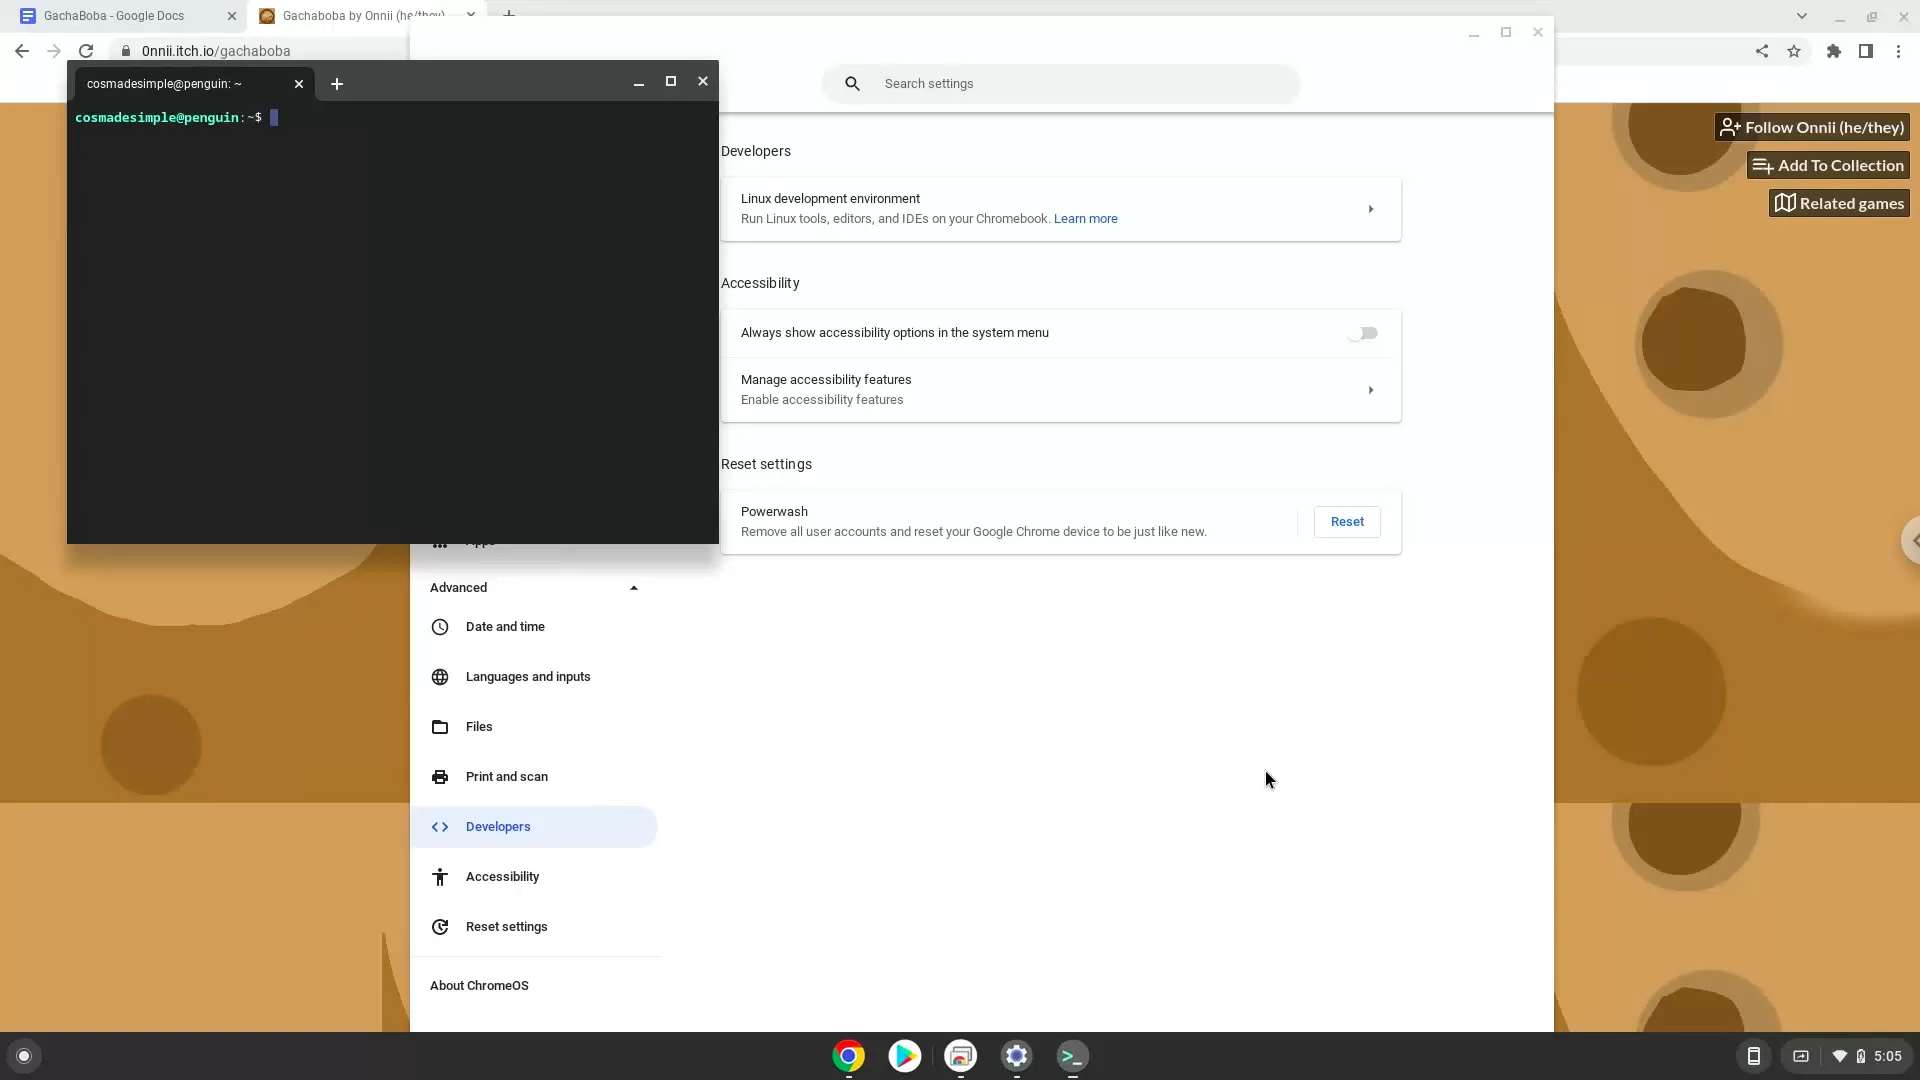 GachaBoba - Google Docs
Gachaboba by Onnii (he/they)
0nnii.itch.io/gachaboba
cosmadesimple@penguin: ~
cosmadesimple@penguin:~$
Search settings
Follow Onnii (he/they)
Add To Collection
Related games
Developers
Linux development environment
Run Linux tools, editors, and IDEs on your Chromebook. Learn more
Accessibility
Always show accessibility options in the system menu
Manage accessibility features
Enable accessibility features
Reset settings
Powerwash
Remove all user accounts and reset your Google Chrome device to be just like new.
Reset
Apps
Advanced
Date and time
Languages and inputs
Files
Print and scan
Developers
Accessibility
Reset settings
About ChromeOS
5:05